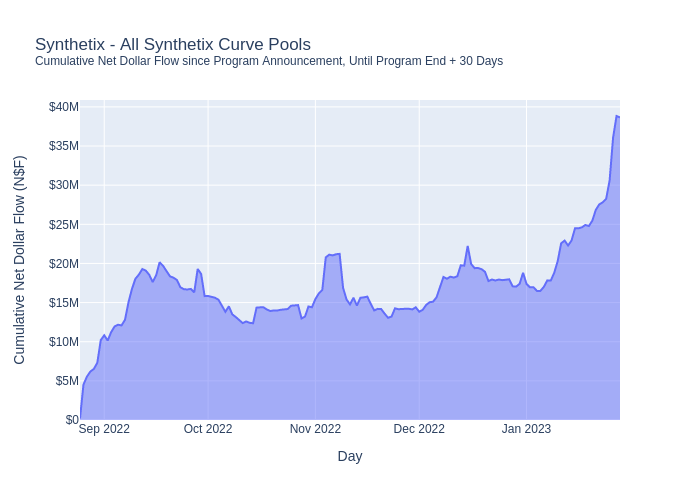 Synthetix - All Synthetix Curve Pools
Cumulative Net Dollar Flow since Program Announcement, Until Program End + 30 Days
Cumulative Net Dollar Flow (N$F)
$40M
$35M
$30M
$25M
$20M
$15M
$10M
$5M
$0
Sep 2022 Oct 2022 Nov 2022 Dec 2022 Jan 2023
Day